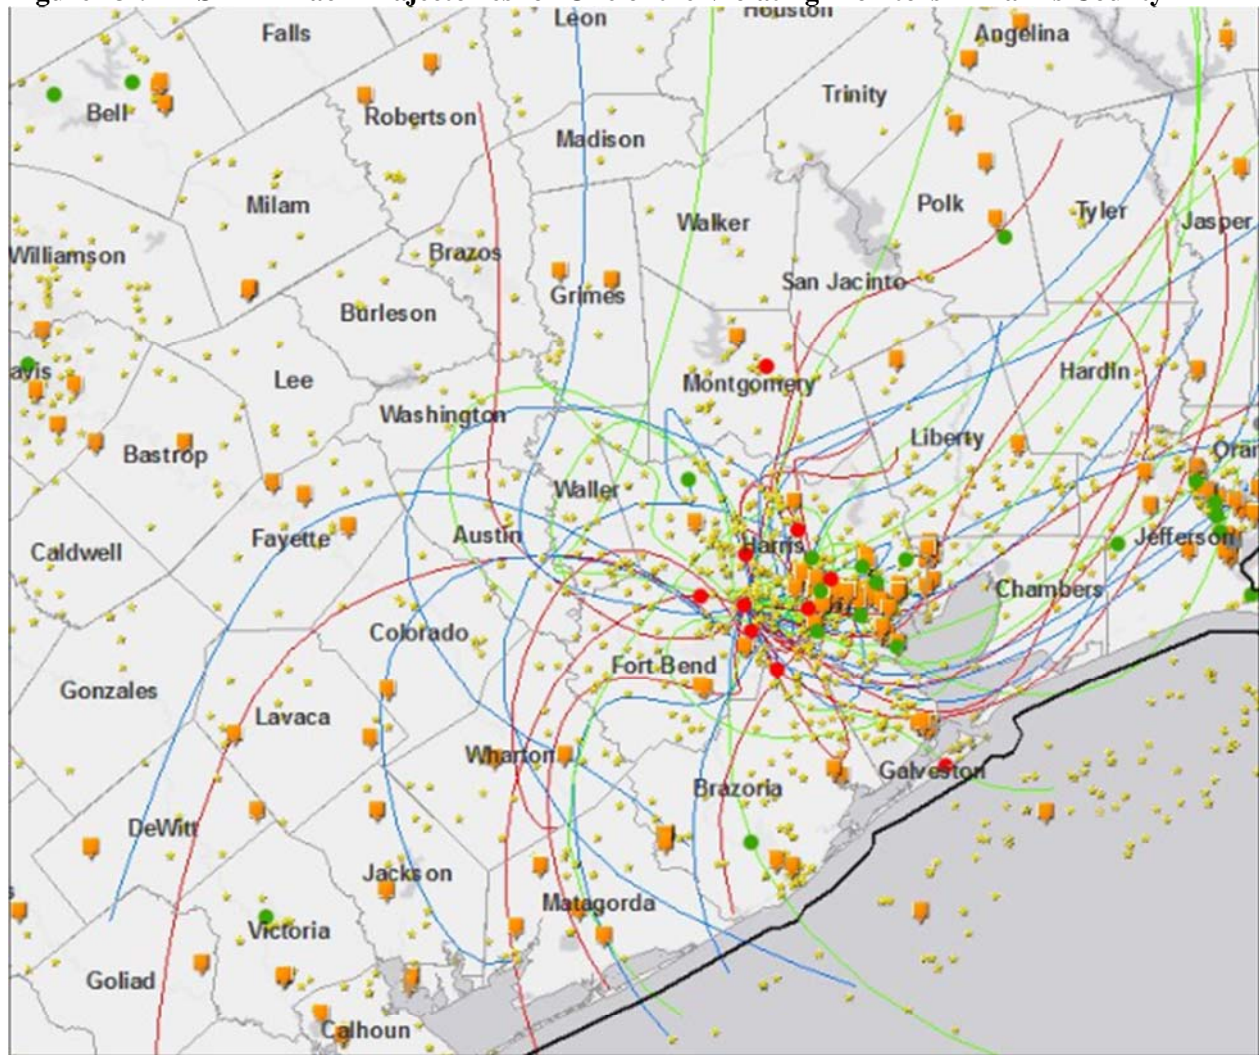 Leon
Houston
Falls
Angelina
Bell
Robertson
Trinity
Madison
Milam
Walker
Polk
Tyler
Jasper
Williamson
Brazos
Grimes
San Jacinto
Burleson
avis
Lee
Montgomery
Hardin
Washington
Bastrop
Liberty
Oran
Waller
Caldwell
Fayette
Austin
Harris
Jefferson
Chambers
Colorado
Gonzales
Fort Bend
Lavaca
Wharton
Galveston
Brazoria
DeWitt
Jackson
Matagorda
Victoria
Goliad
Calhoun